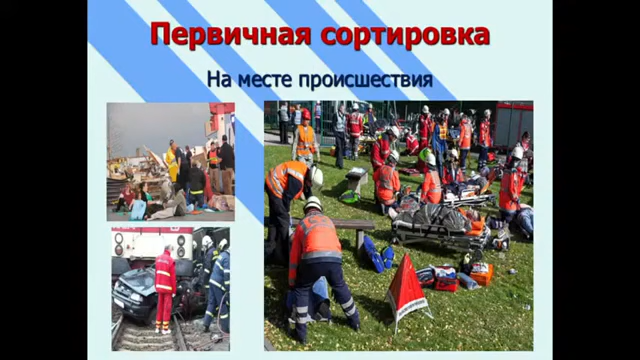 Первичная сортировка
На месте происшествия